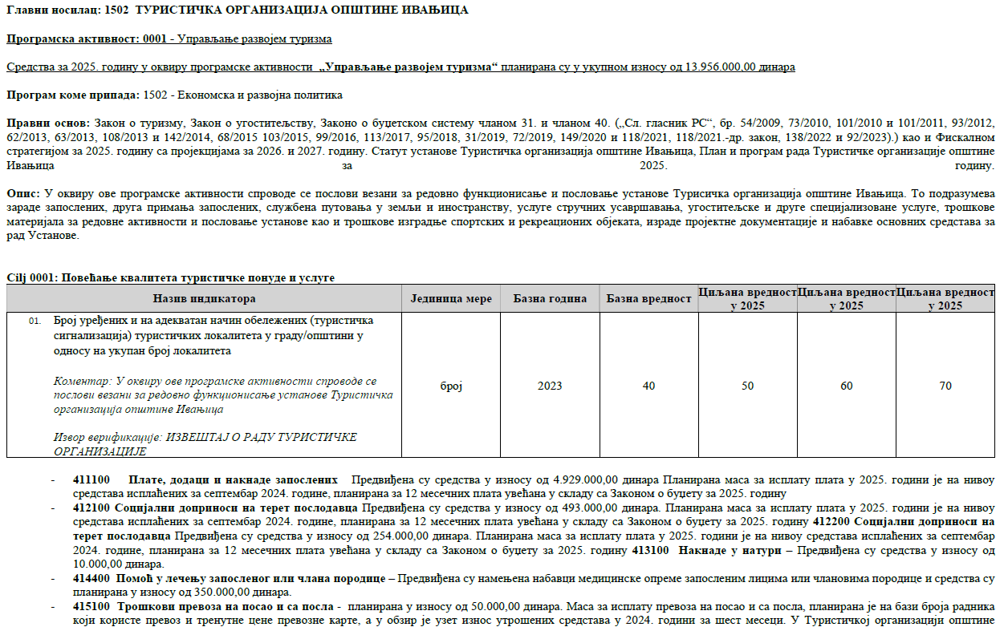 Главни носилац: 1502 ТУРИСТИЧКА ОРГАНИЗАЦИЈА ОПШТИНЕ ИВАЊИЦА
Програмска активност: 0001 - Управљање развојем туризма
Средства за 2025. годину у оквиру програмске активности „Управљање развојем туризма“ планирана су у укупном износу од 13.956.000,00 динара
Програм коме припада: 1502 - Економска и развојна политика
Правни основ: Закон о туризму, Закон о угоститељству, Законо о буџетском систему чланом 31. и чланом 40. („Сл. гласник РС“, бр. 54/2009, 73/2010, 101/2010 и 101/2011, 93/2012,
62/2013, 63/2013, 108/2013 и 142/2014, 68/2015 103/2015, 99/2016, 113/2017, 95/2018, 31/2019, 72/2019, 149/2020 и 118/2021, 118/2021.-др. закон, 138/2022 и 92/2023).) као и Фискалном
стратегијом за 2025. годину са пројекцијама за 2026. и 2027. годину. Статут установе Туристичка организација општине Ивањица, План и програм рада Туристичке организације општине
Ивањица за 2025. годину.
Опис: У оквиру ове програмске активности спроводе се послови везани за редовно функционисање и пословање установе Турисичка организација општине Ивањица. То подразумева
зараде запослених, друга примања запослених, службена путовања у земљи и иностранству, услуге стручних усавршавања, угоститељске и друге специјализоване услуге, трошкове
материјала за редовне активности и пословање установе као и трошкове изградње спортских и рекреационих објеката, израде пројектне документације и набавке основних средстава за
рад Установе.
Cilj 0001: Повећање квалитета туристичке понуде и услуге
Назив индикатора Јединица мере Базна година Базна вредност Циљана вредност у 2025 Циљана вредност у 2025 Циљана вредност у 2025
01. Број уређених и на адекватан начин обележених (туристичка
сигнализација) туристичких локалитета у граду/општини у
односу на укупан број локалитета
Коментар: У оквиру ове програмске активности спроводе се
послови везани за редовно функционисање установе Туристичка
организација општине Ивањица
Извор верификације: ИЗВЕШТАЈ О РАДУ ТУРИСТИЧКЕ
ОРГАНИЗАЦИЈЕ
број 2023 40 50 60 70
- 411100 Плате, додаци и накнаде запослених Предвиђена су средства у износу од 4.929.000,00 динара Планирана маса за исплату плата у 2025. години је на нивоу
средстава исплаћених за септембар 2024. године, планирана за 12 месечних плата увећана у складу са Законом о буџету за 2025. годину
- 412100 Социјални доприноси на терет послодавца Предвиђена су средства у износу од 493.000,00 динара. Планирана маса за исплату плата у 2025. години је на нивоу
средстава исплаћених за септембар 2024. године, планирана за 12 месечних плата увећана у складу са Законом о буџету за 2025. годину 412200 Социјални доприноси на
терет послодавца Предвиђена су средства у износу од 254.000,00 динара. Планирана маса за исплату плата у 2025. години је на нивоу средстава исплаћених за септембар
2024. године, планирана за 12 месечних плата увећана у складу са Законом о буџету за 2025. годину 413100 Накнаде у натури – Предвиђена су средства у износу од
10.000,00 динара.
- 414400 Помоћ у лечењу запосленог или члана породице – Предвиђена су намењена набавци медицинске опреме запосленим лицима или члановима породице и средства су
планирана у износу од 350.000,00 динара.
- 415100 Трошкови превоза на посао и са посла - планирана у износу од 50.000,00 динара. Маса за исплату превоза на посао и са посла, планирана је на бази броја радника
који користе превоз и тренутне цене превозне карте, а у обзир је узет износ утрошених средстава у 2024. години за шест месеци. У Туристичкој организацији општине